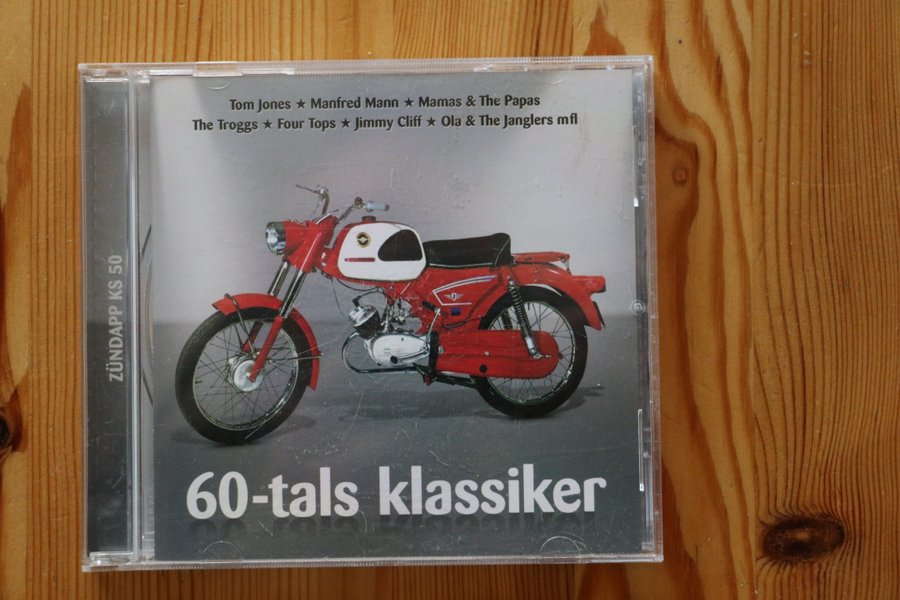 Tom Jones ★ Manfred Mann ★ Mamas & The Papas
The Troggs ★ Four Tops ★ Jimmy Cliff ★ Ola & The Janglers mfl
ZÜNDAPP KS 50
60-tals klassiker